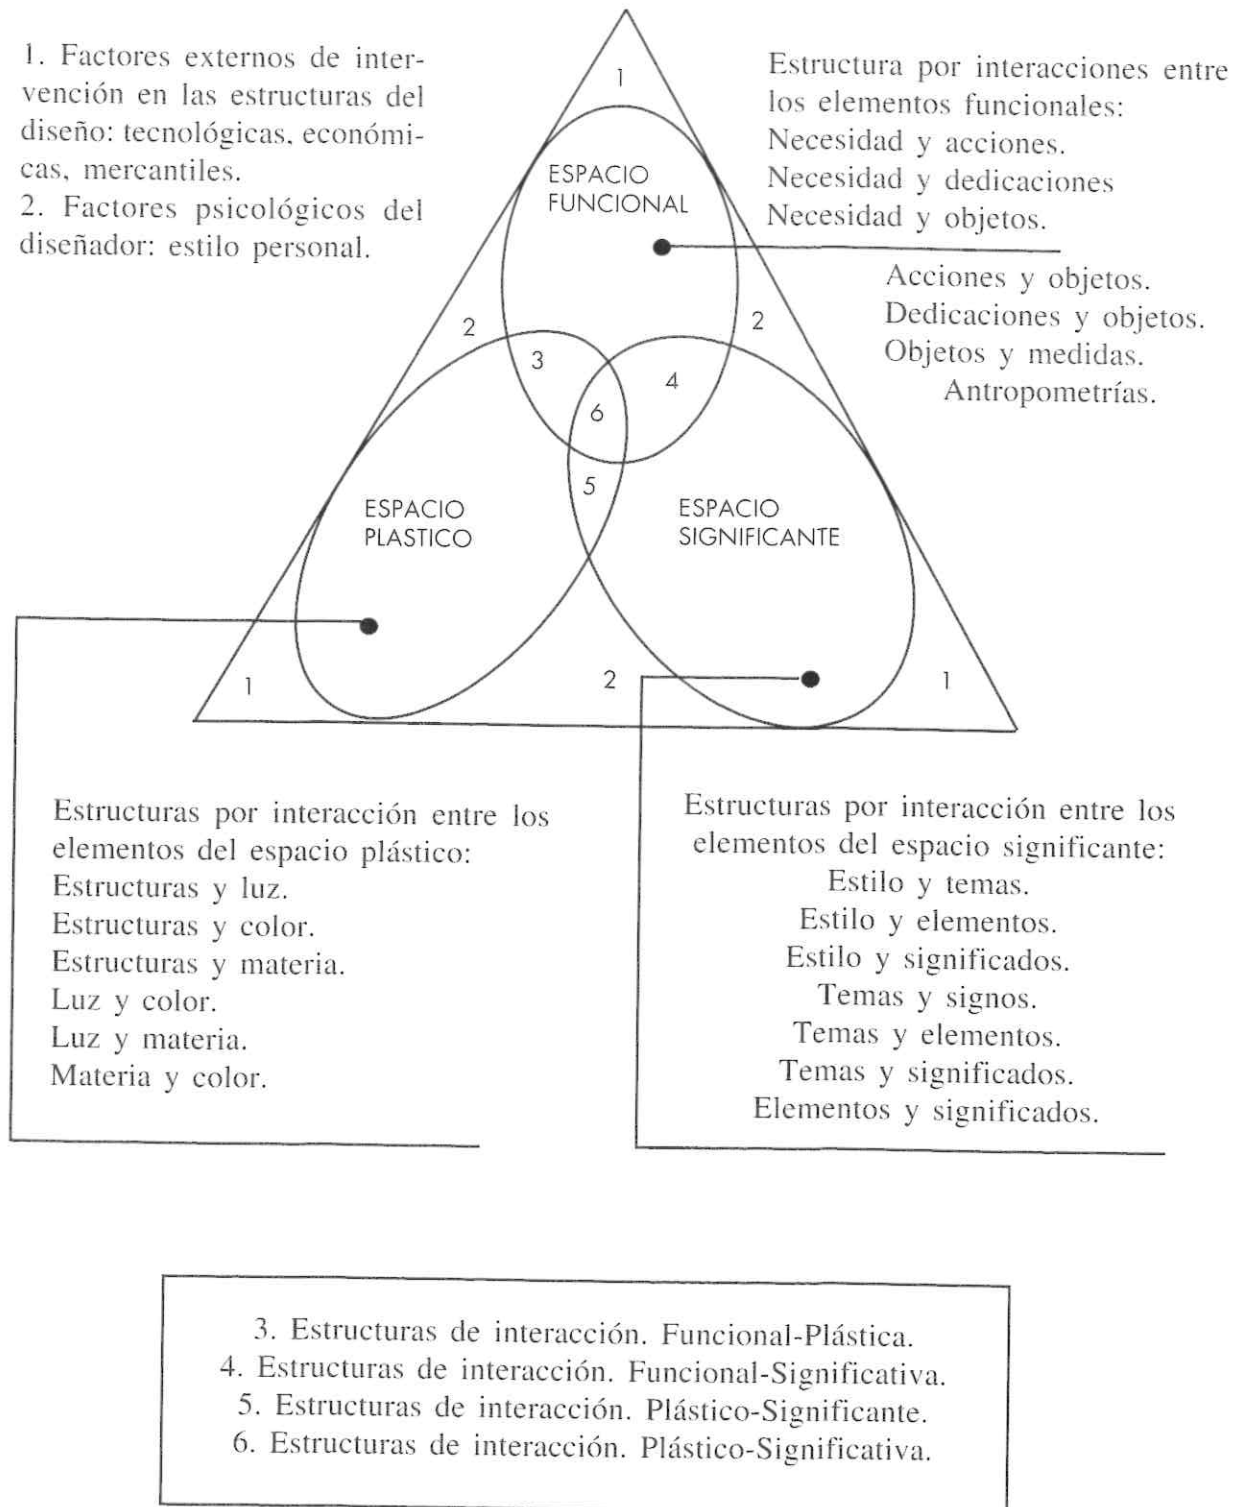 1. Factores externos de inter-
vención en las estructuras del
diseño: tecnológicas, económi-
cas, mercantiles.
2. Factores psicológicos del
diseñador: estilo personal.
Estructura por interacciones entre
los elementos funcionales:
Necesidad y acciones.
Necesidad y dedicaciones
Necesidad y objetos.
Acciones y objetos.
Dedicaciones y objetos.
Objetos y medidas.
Antropometrías.
1
ESPACIO
FUNCIONAL
2
2
3
4
6
5
ESPACIO
PLASTICO
ESPACIO
SIGNIFICANTE
1
2
1
Estructuras por interacción entre los
elementos del espacio plástico:
Estructuras y luz.
Estructuras y color.
Estructuras y materia.
Luz y color.
Luz y materia.
Materia y color.
Estructuras por interacción entre los
elementos del espacio significante:
Estilo y temas.
Estilo y elementos.
Estilo y significados.
Temas y signos.
Temas y elementos.
Temas y significados.
Elementos y significados.
3. Estructuras de interacción. Funcional-Plástica.
4. Estructuras de interacción. Funcional-Significativa.
5. Estructuras de interacción. Plástico-Significante.
6. Estructuras de interacción. Plástico-Significativa.